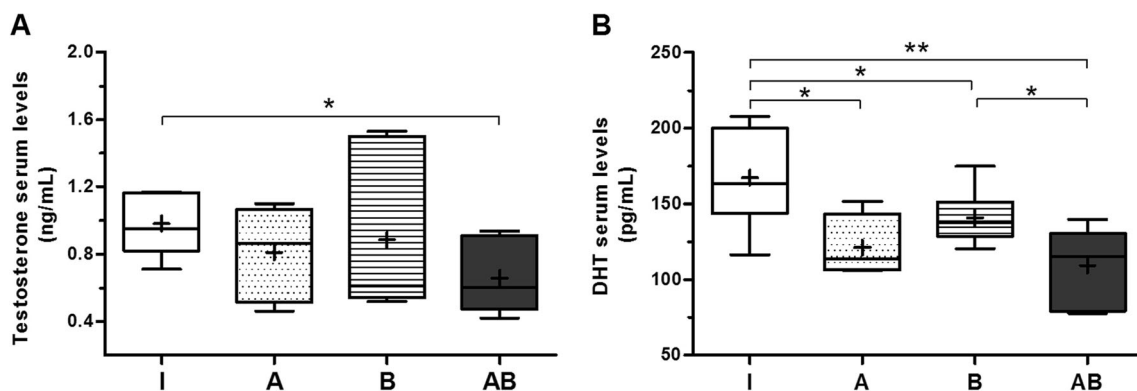 A
Testosterone serum levels
(ng/mL)
2.0
1.6
1.2
0.8
0.4
*
I
A
B
AB
B
DHT serum levels
(pg/mL)
250
200
150
100
50
**
*
*
*
I
A
B
AB